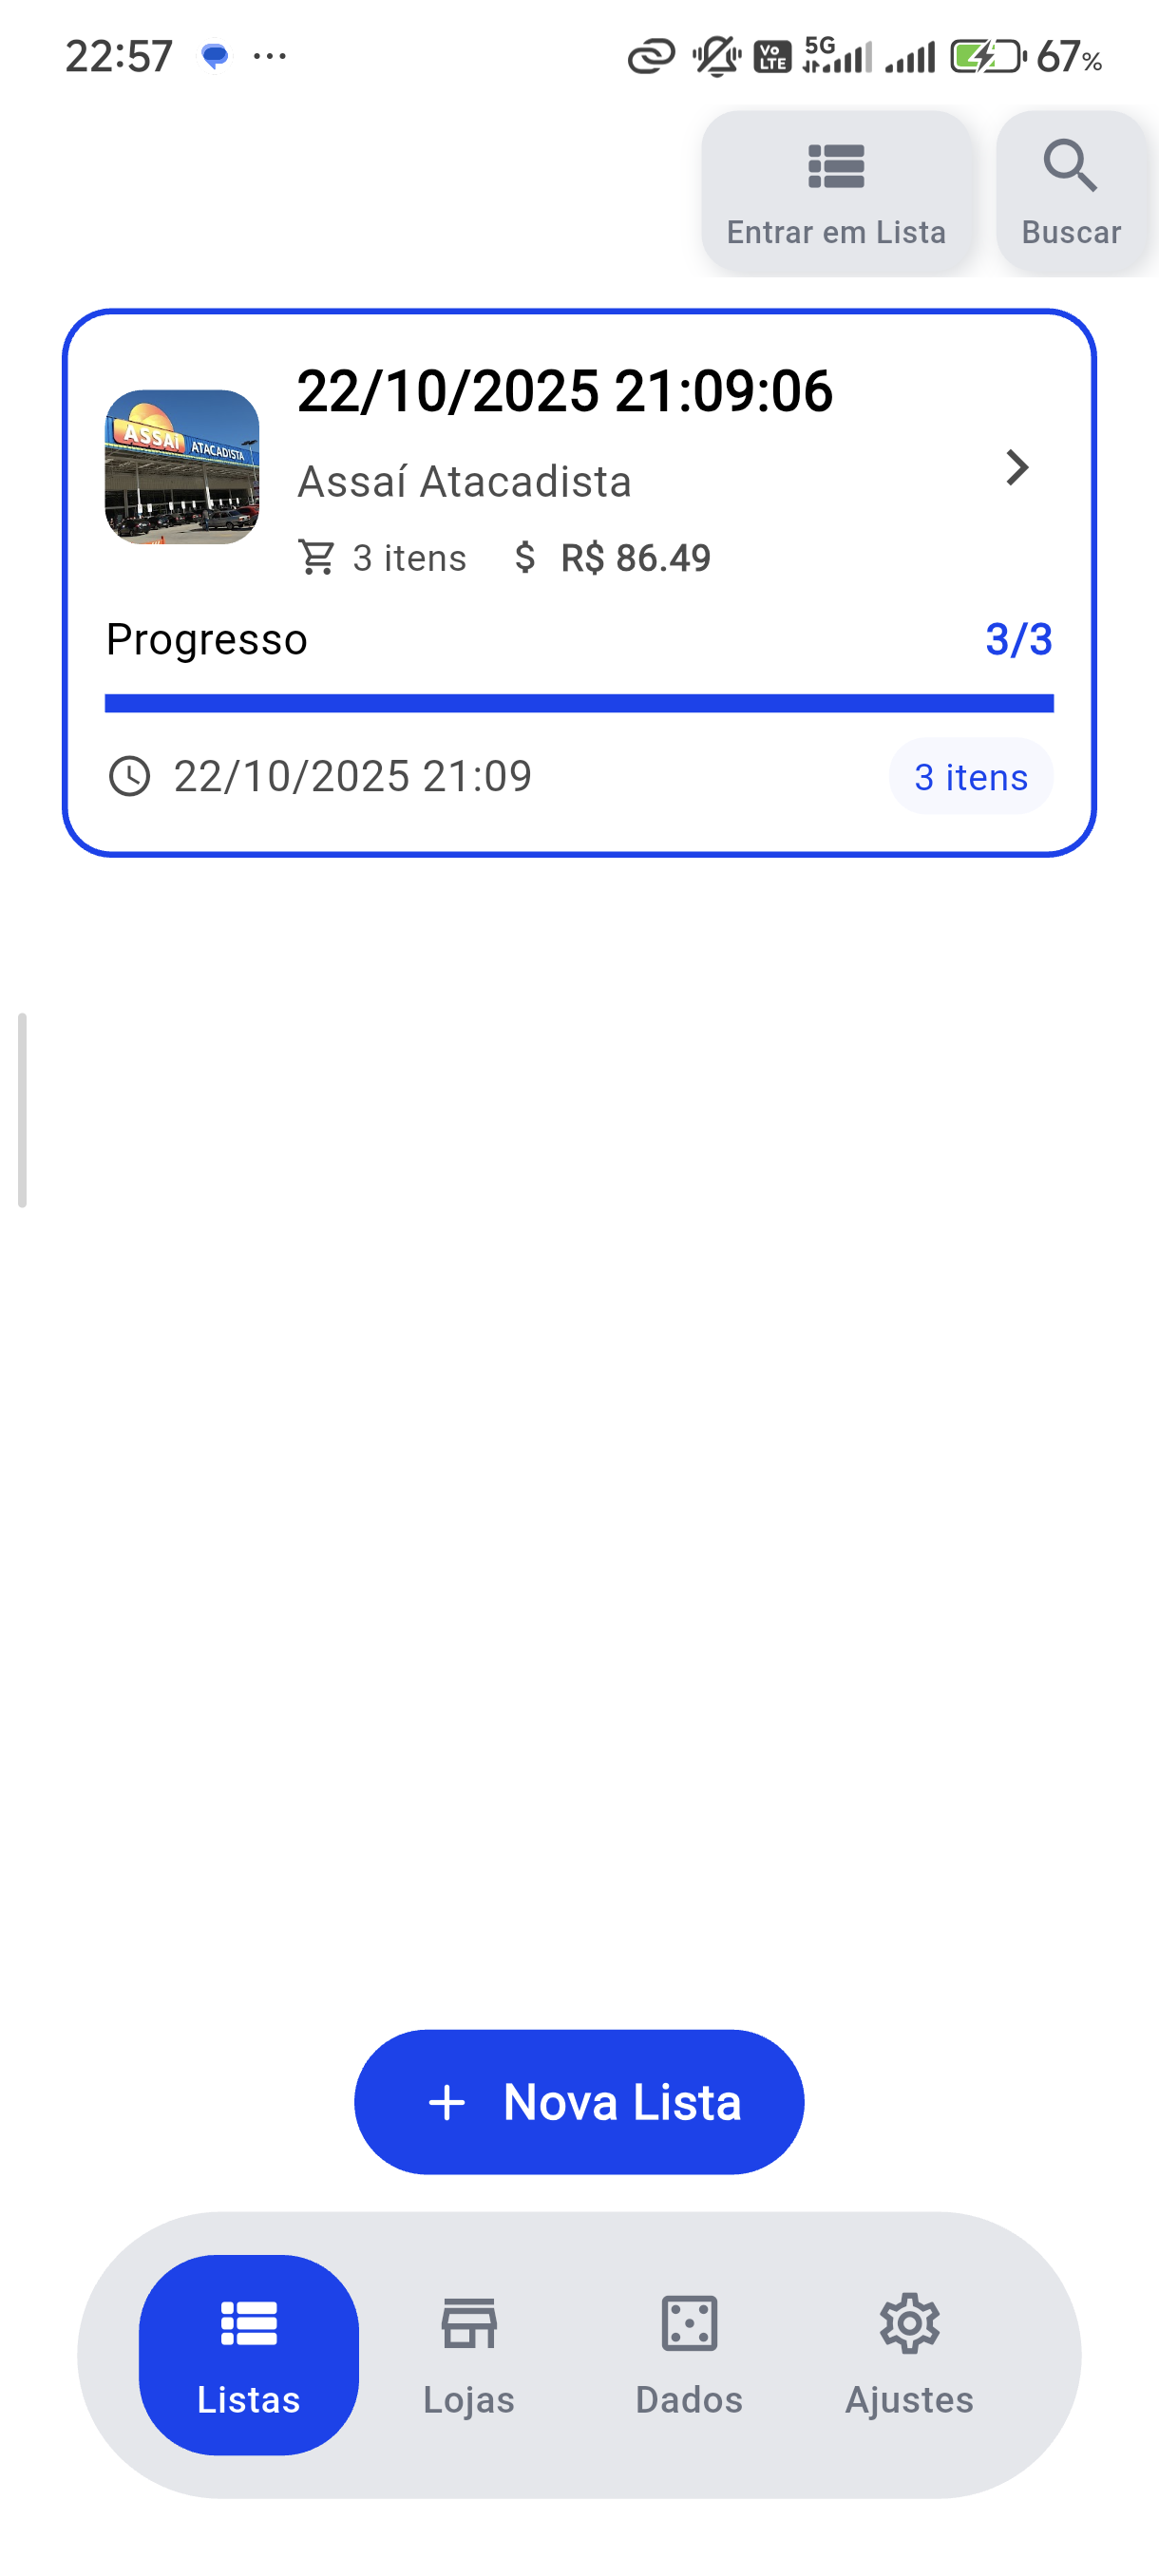 22:57 ... Vo LTE 5G 67%
Entrar em Lista Buscar
22/10/2025 21:09:06
ASSAÍ ATACADISTA
Assaí Atacadista
3 itens $ R$ 86.49
Progresso 3/3
22/10/2025 21:09 3 itens
+ Nova Lista
Listas Lojas Dados Ajustes